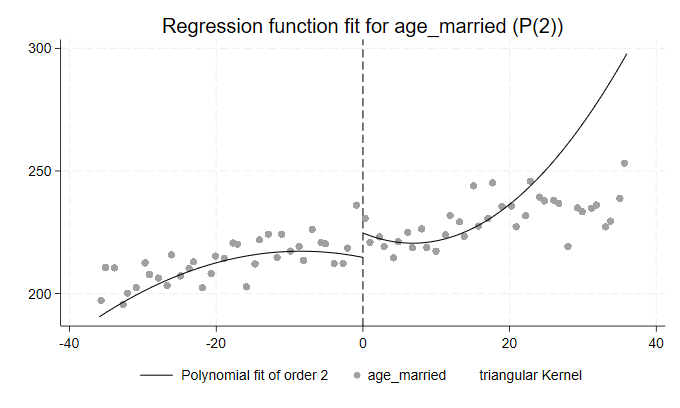 Regression function fit for age_married (P(2))
300
250
200
-40 -20 0 20 40
Polynomial fit of order 2 age_married triangular Kernel